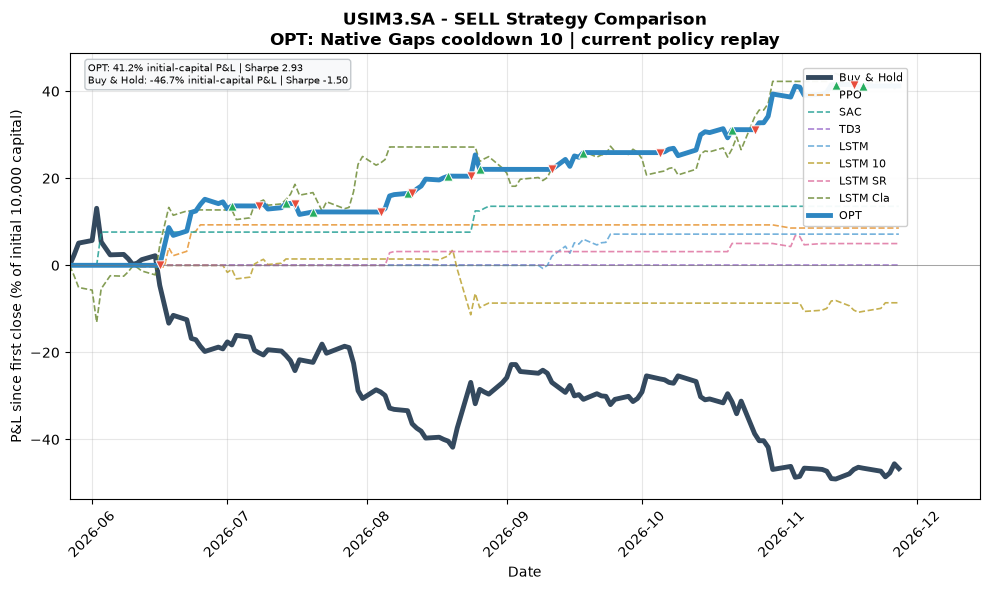 USIM3.SA - SELL Strategy Comparison
OPT: Native Gaps cooldown 10 | current policy replay
OPT: 41.2% initial-capital P&L | Sharpe 2.93
Buy & Hold: -46.7% initial-capital P&L | Sharpe -1.50
Buy & Hold
PPO
SAC
TD3
LSTM
LSTM 10
LSTM SR
LSTM Cla
OPT
P&L since first close (% of initial 10,000 capital)
40
20
0
−20
−40
2026-06
2026-07
2026-08
2026-09
2026-10
2026-11
2026-12
Date